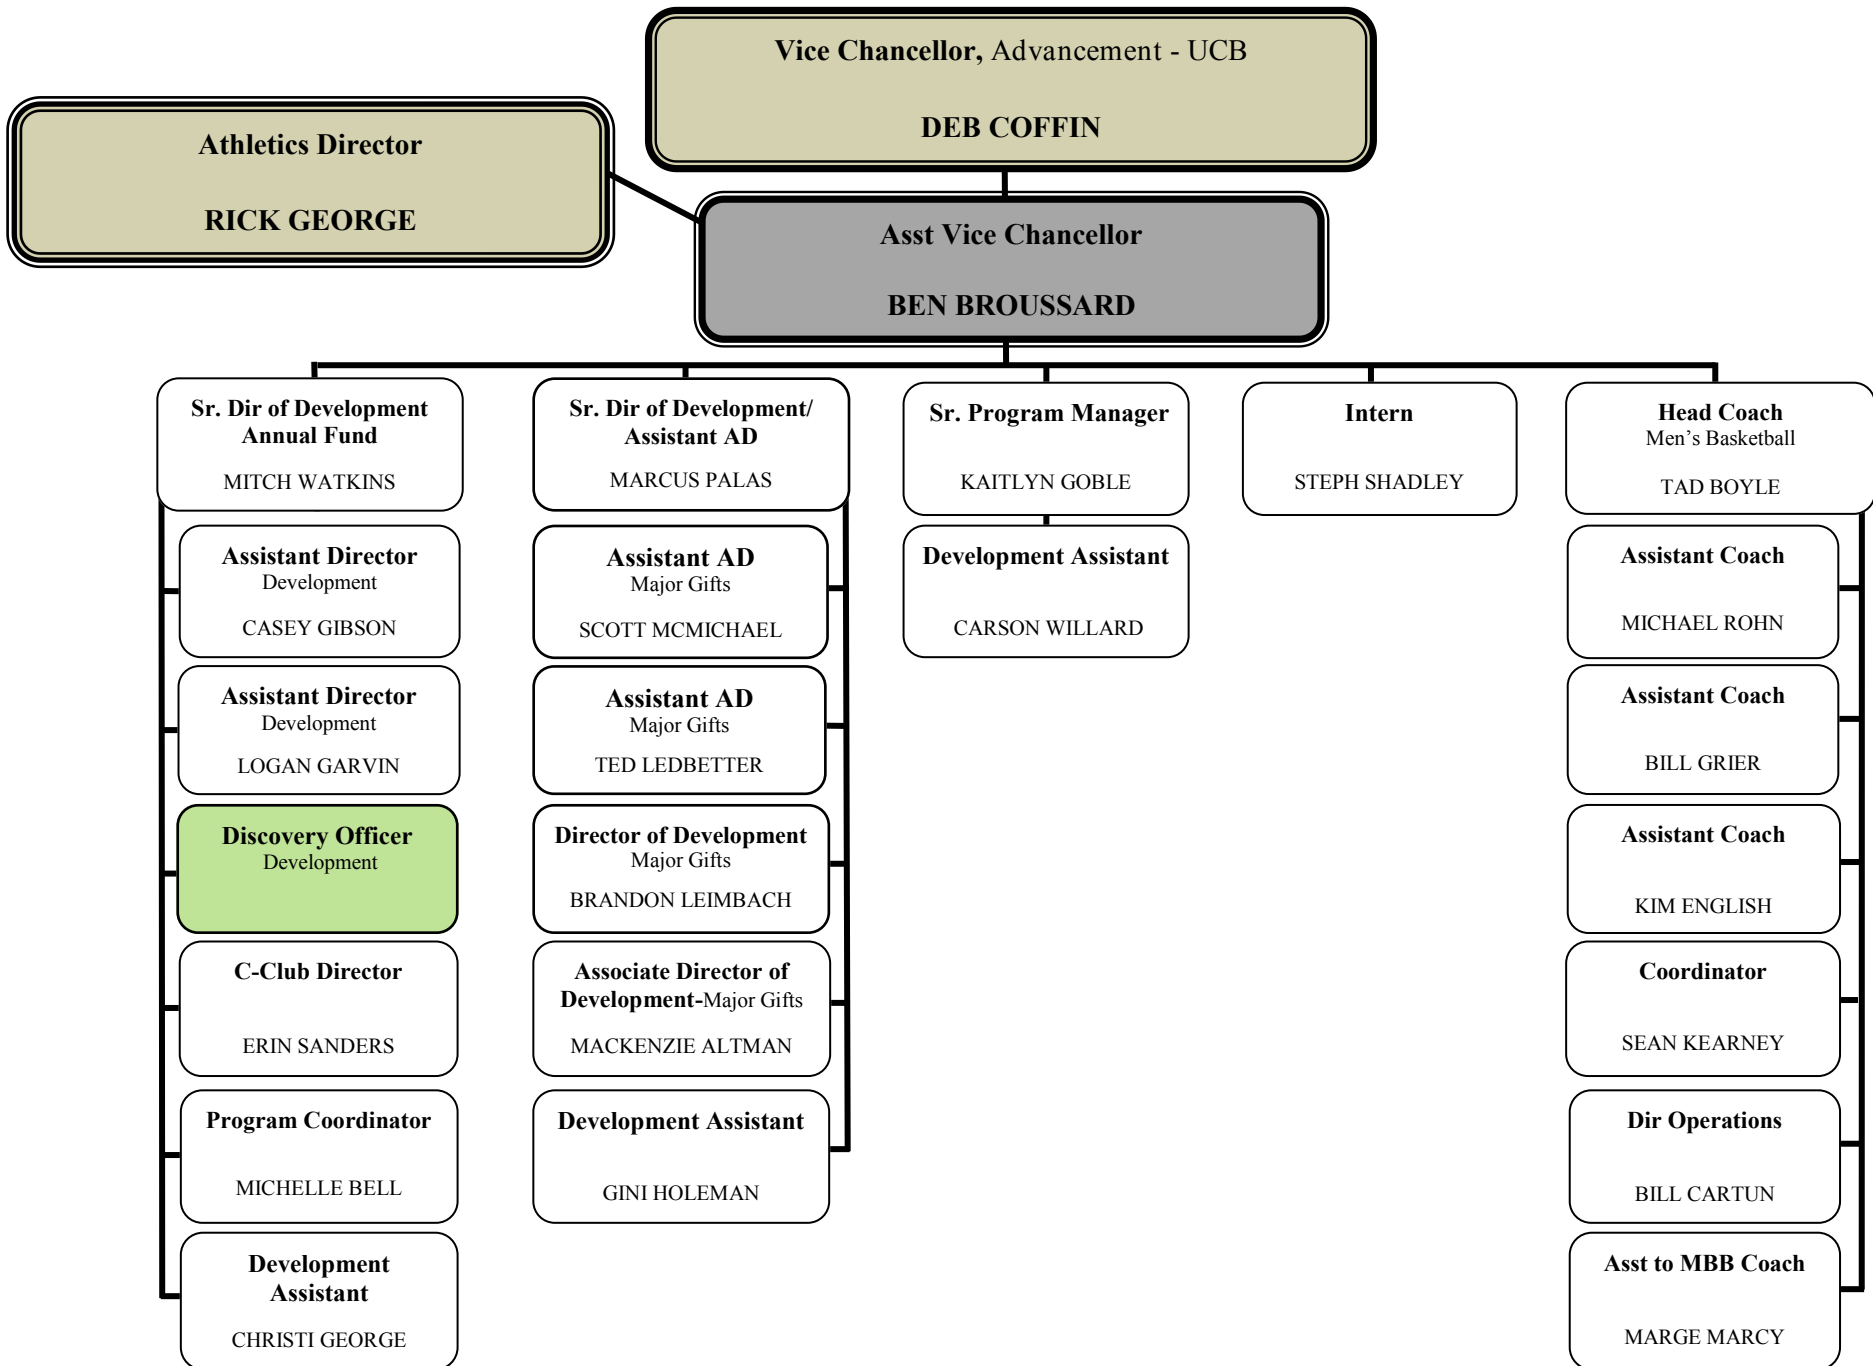 Vice Chancellor, Advancement - UCB
DEB COFFIN
Athletics Director
RICK GEORGE
Asst Vice Chancellor
BEN BROUSSARD
Sr. Dir of Development
Annual Fund
MITCH WATKINS
Assistant Director
Development
CASEY GIBSON
Assistant Director
Development
LOGAN GARVIN
Discovery Officer
Development
C-Club Director
ERIN SANDERS
Program Coordinator
MICHELLE BELL
Development
Assistant
CHRISTI GEORGE
Sr. Dir of Development/
Assistant AD
MARCUS PALAS
Assistant AD
Major Gifts
SCOTT MCMICHAEL
Assistant AD
Major Gifts
TED LEDBETTER
Director of Development
Major Gifts
BRANDON LEIMBACH
Associate Director of
Development-Major Gifts
MACKENZIE ALTMAN
Development Assistant
GINI HOLEMAN
Sr. Program Manager
KAITLYN GOBLE
Development Assistant
CARSON WILLARD
Intern
STEPH SHADLEY
Head Coach
Men’s Basketball
TAD BOYLE
Assistant Coach
MICHAEL ROHN
Assistant Coach
BILL GRIER
Assistant Coach
KIM ENGLISH
Coordinator
SEAN KEARNEY
Dir Operations
BILL CARTUN
Asst to MBB Coach
MARGE MARCY